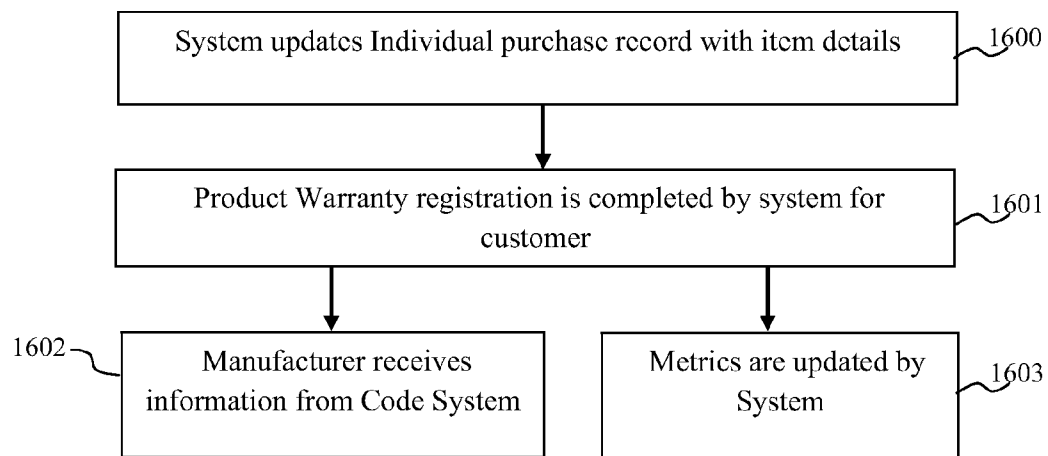 System updates Individual purchase record with item details
1600
Product Warranty registration is completed by system for
customer
1601
1602
Manufacturer receives
information from Code System
Metrics are updated by
System
1603